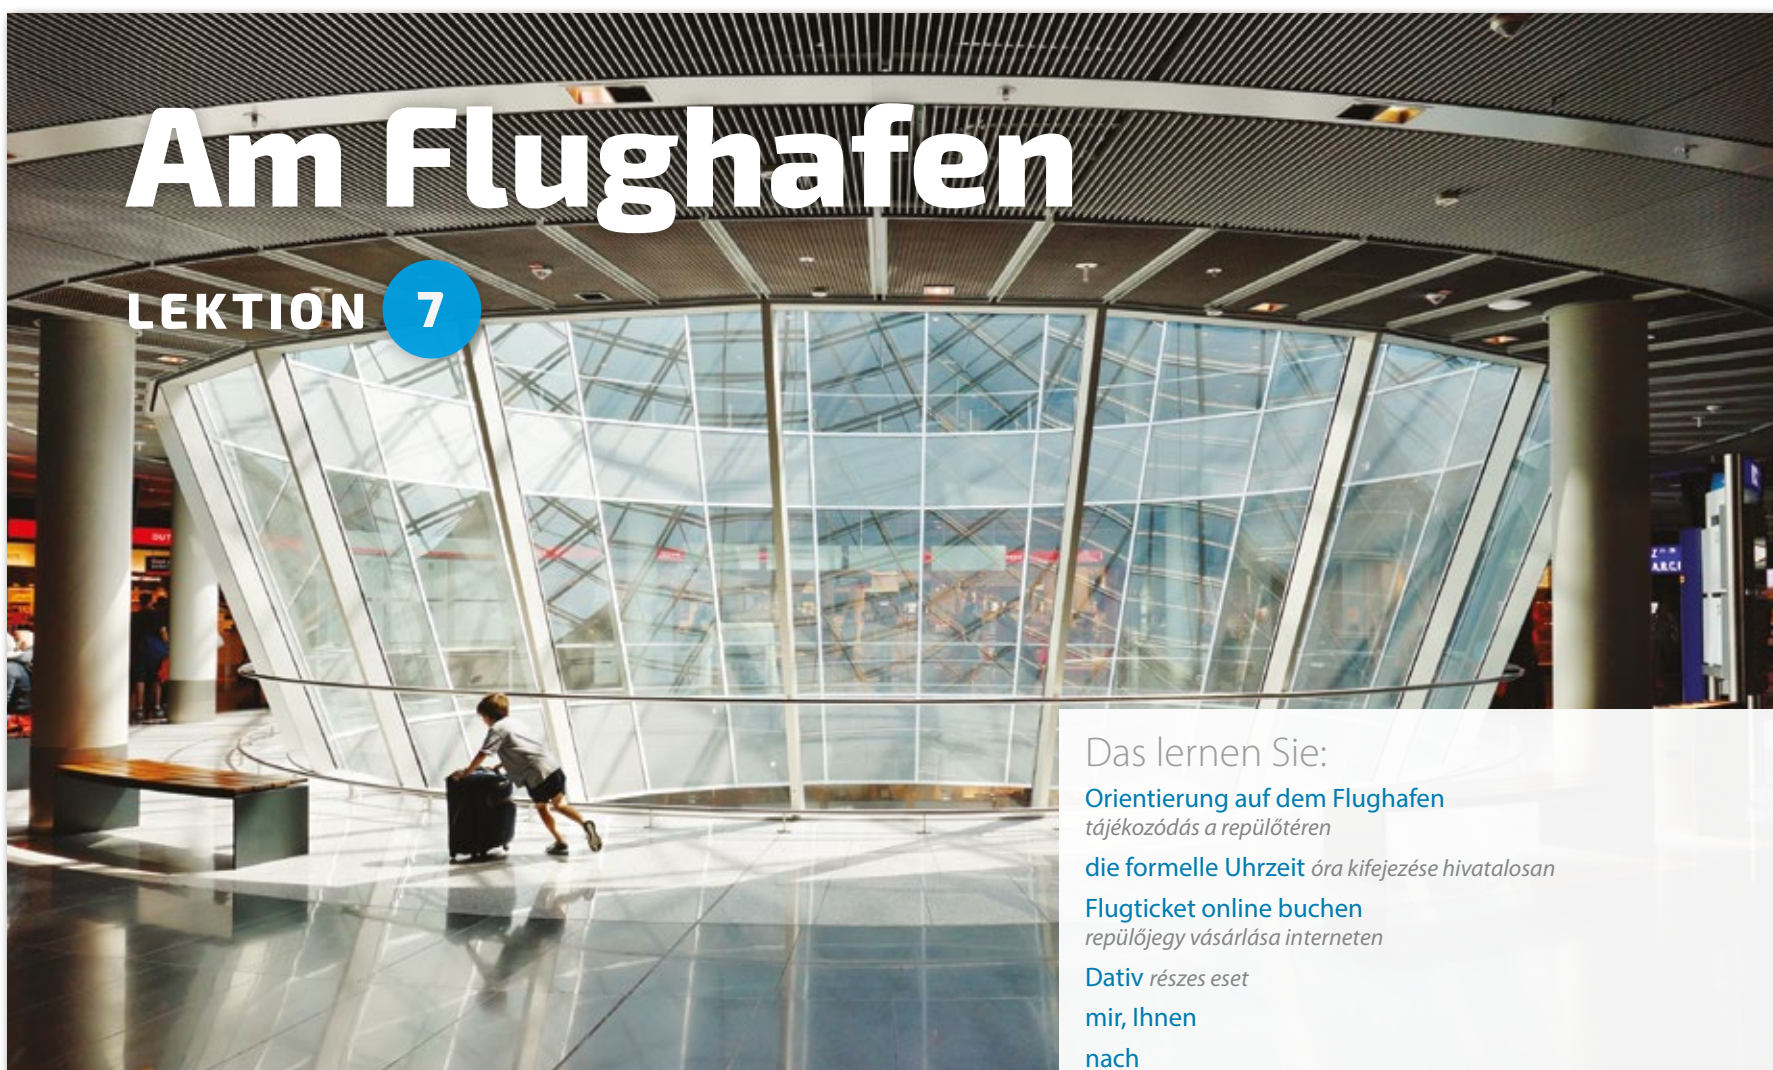 Am Flughafen
LEKTION 7
Das lernen Sie:
Orientierung auf dem Flughafen
tájékozódás a repülőtéren
die formelle Uhrzeit óra kifejezése hivatalosan
Flugticket online buchen
repülőjegy vásárlása interneten
Dativ részes eset
mir, Ihnen
nach